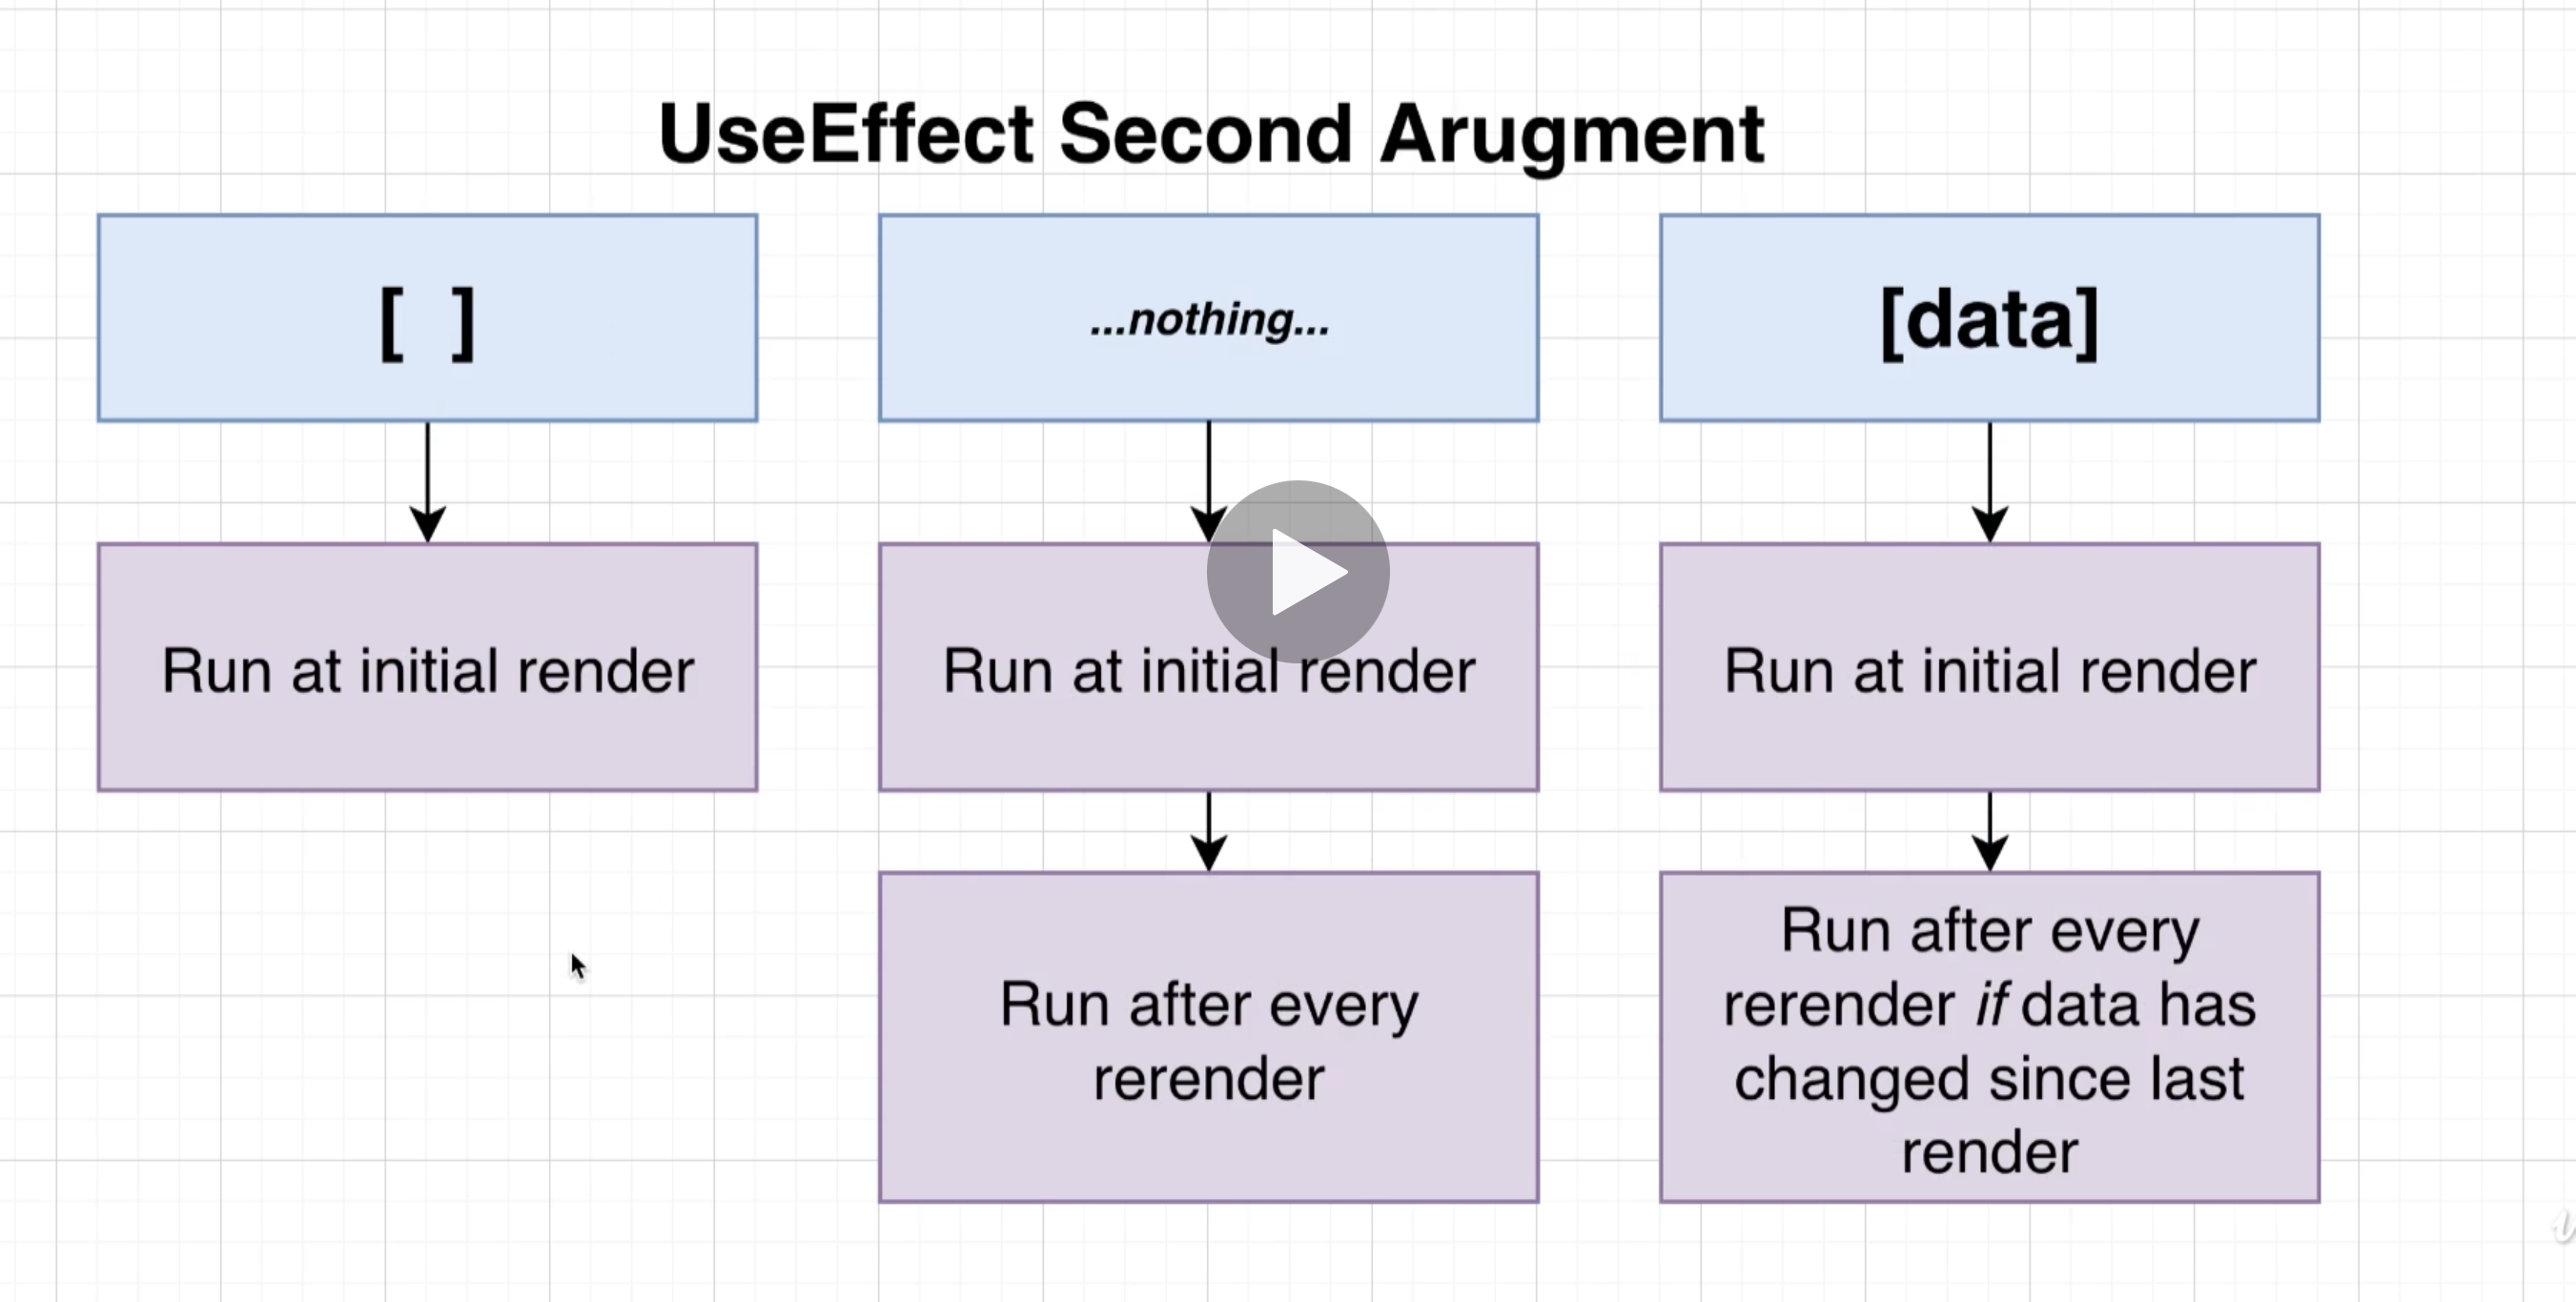 UseEffect Second Arugment
[ ]
...nothing...
[data]
Run at initial render
Run at initial render
Run at initial render
Run after every
rerender
Run after every
rerender if data has
changed since last
render